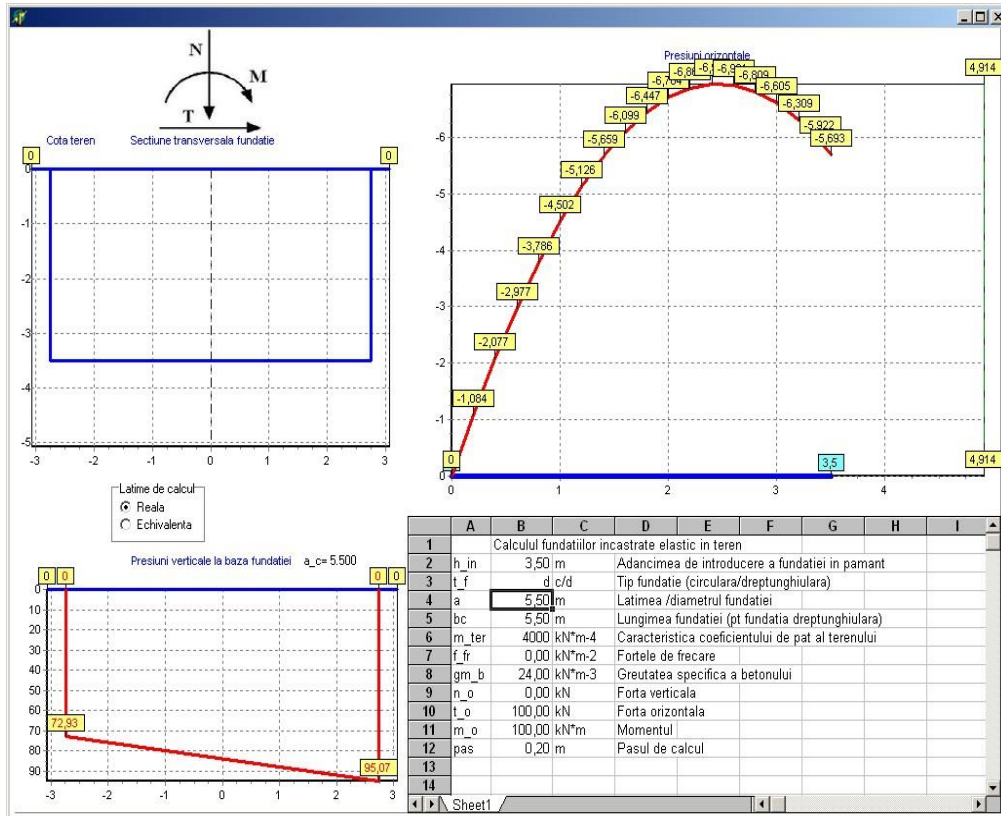 N
M
T
Cota teren Sectiune transversala fundatie
0 0
0
-1
-2
-3
-4
-5
-3 -2 -1 0 1 2 3
Latime de calcul
Reala
Echivalenta
Presiuni verticale la baza fundatiei a_c= 5.500
0 0 0 0
0
10
20
30
40
50
60
70
80
90
72,93
95,07
-3 -2 -1 0 1 2 3
Presiuni orizontale
4,914
-6,809
-6,605
-6,447
-6,309
-6,099
-5,922
-5,659
-5,693
-5,126
-4,502
-3,786
-2,977
-2,077
-1,084
0
3,5
4,914
-6
-5
-4
-3
-2
-1
0
0 1 2 3 4
A B C D E F G H I
1 Calculul fundatiilor incastrate elastic in teren
2 h_in 3,50 m Adancimea de introducere a fundatiei in pamant
3 t_f d c/d Tip fundatie (circulara/dreptunghiulara)
4 a 5,50 m Latimea /diametrul fundatiei
5 bc 5,50 m Lungimea fundatiei (pt fundatia dreptunghiulara)
6 m_ter 4000 kN*m-4 Caracteristica coeficientului de pat al terenului
7 f_fr 0,00 kN*m-2 Fortele de frecare
8 gm_b 24,00 kN*m-3 Greutatea specifica a betonului
9 n_o 0,00 kN Forta verticala
10 t_o 100,00 kN Forta orizontala
11 m_o 100,00 kN*m Momentul
12 pas 0,20 m Pasul de calcul
13
14
Sheet1